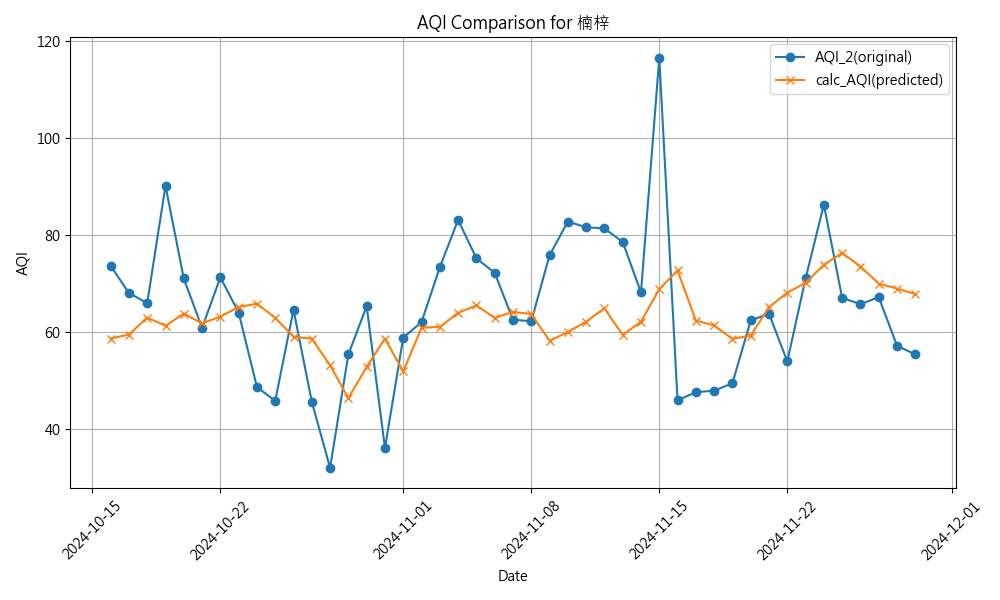 AQI Comparison for 楠梓
AQI_2(original)
calc_AQI(predicted)
AQI
120
100
80
60
40
2024-10-15
2024-10-22
2024-11-01
2024-11-08
2024-11-15
2024-11-22
2024-12-01
Date